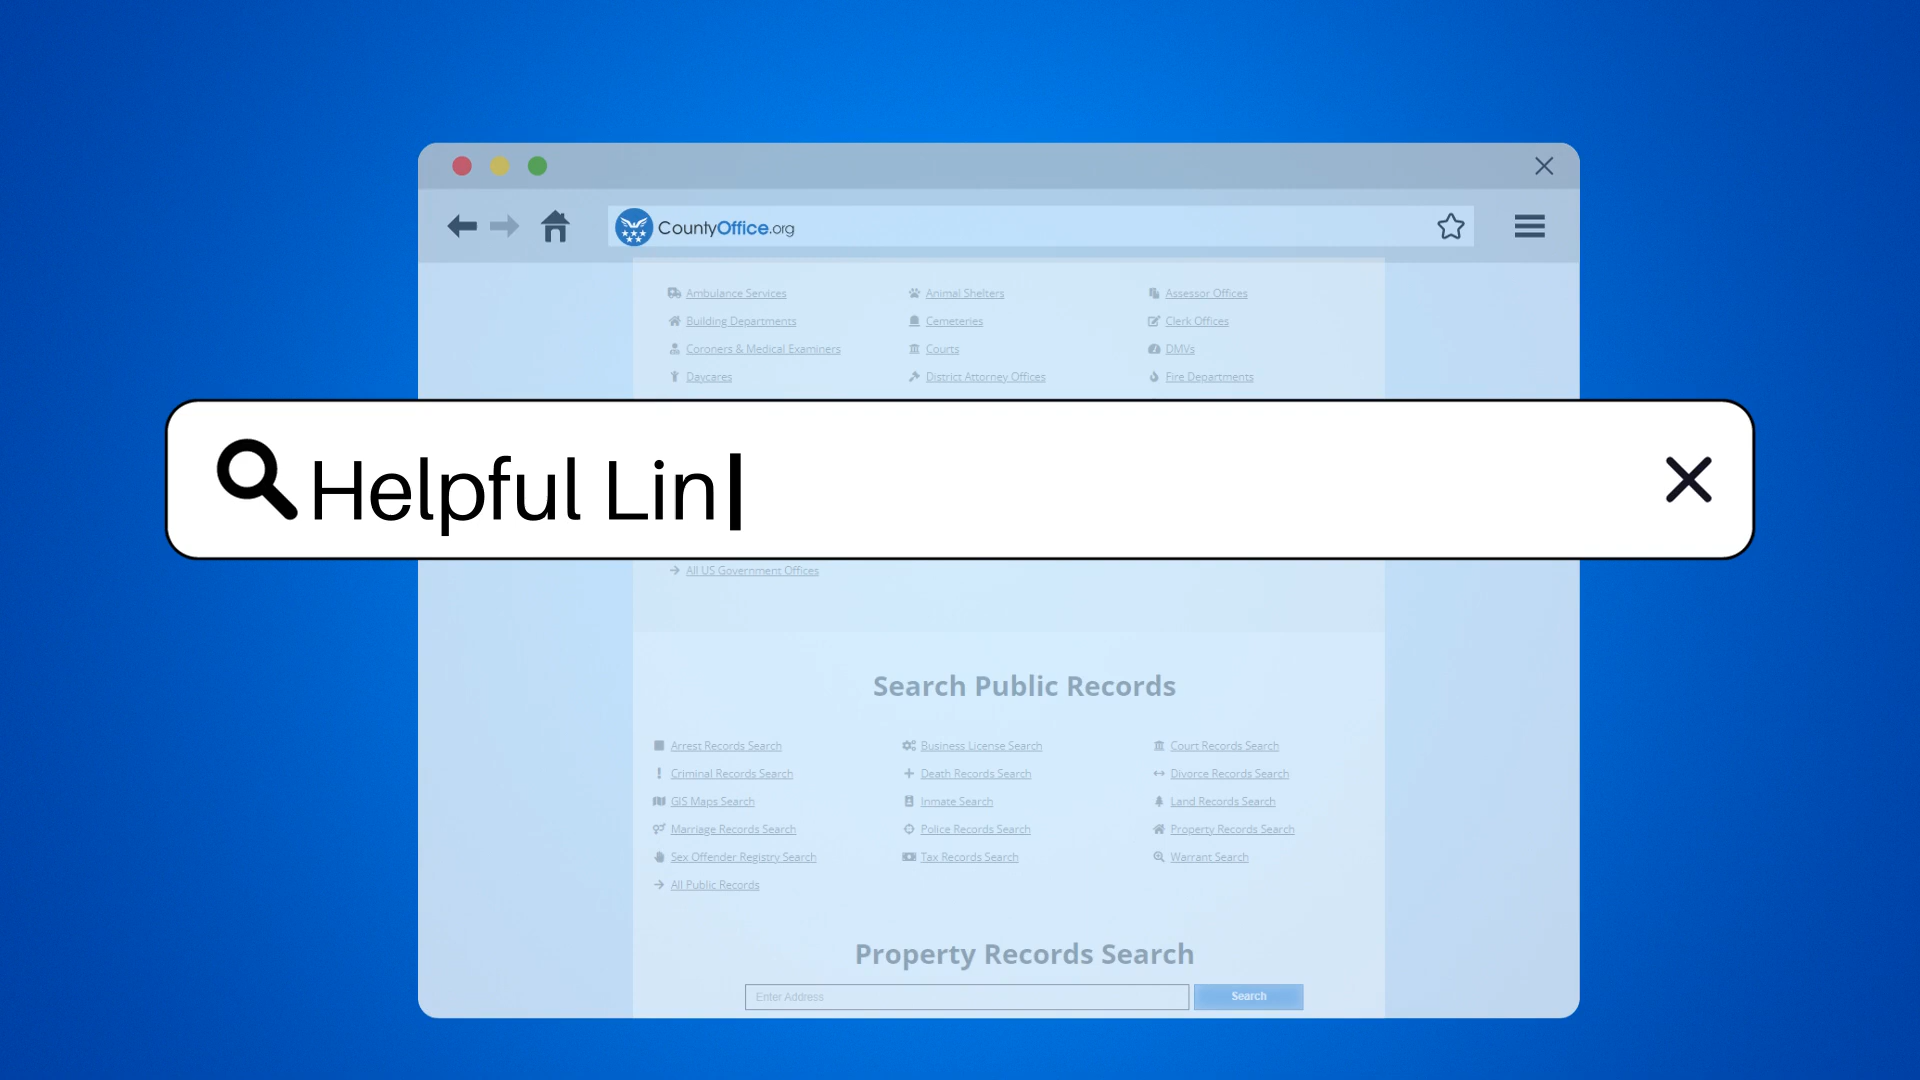 CountyOffice.org
Ambulance Services Animal Shelters Assessor Offices
Building Departments Cemeteries Clerk Offices
Coroners & Medical Examiners Courts DMVs
Daycares District Attorney Offices Fire Departments
Helpful Lin
All US Government Offices
Search Public Records
Arrest Records Search Business License Search Court Records Search
Criminal Records Search Death Records Search Divorce Records Search
GIS Maps Search Inmate Search Land Records Search
Marriage Records Search Police Records Search Property Records Search
Sex Offender Registry Search Tax Records Search Warrant Search
All Public Records
Property Records Search
Enter Address Search